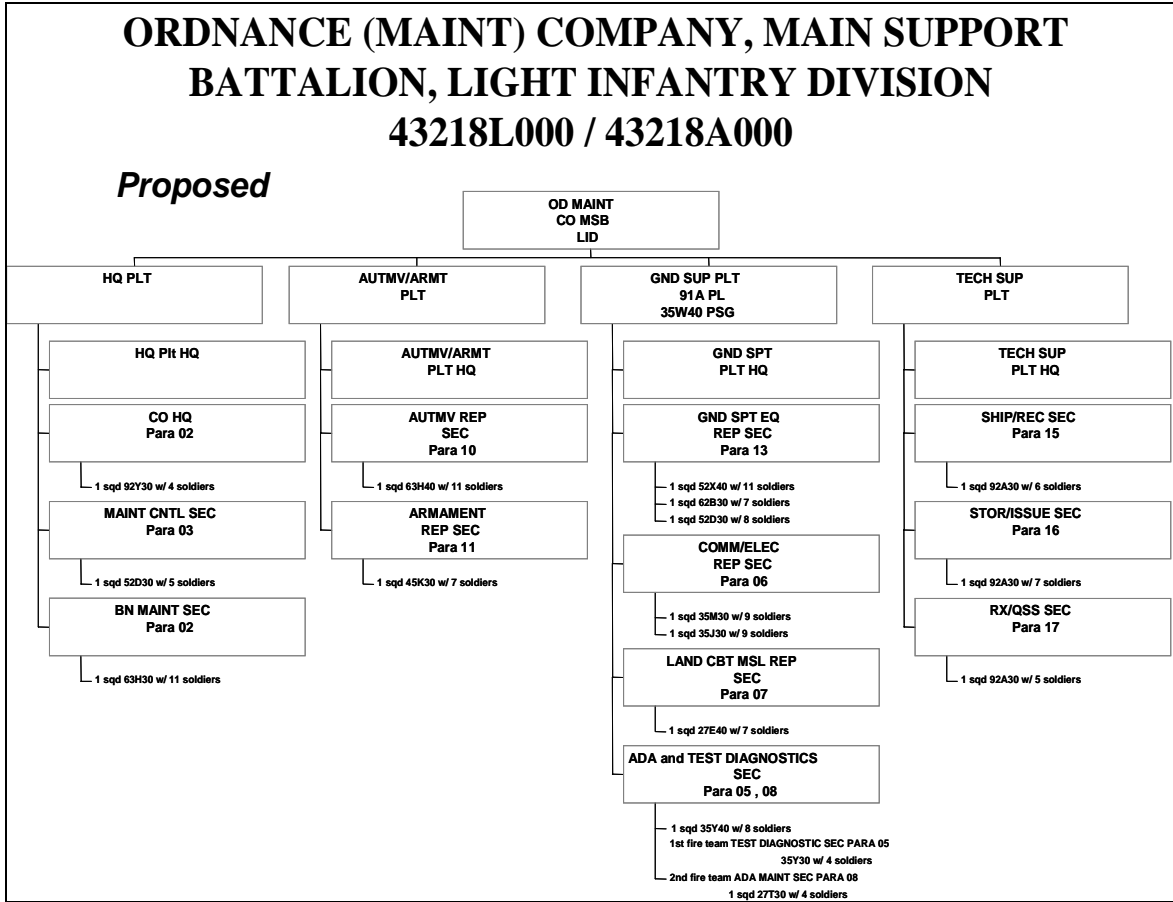 ORDNANCE (MAINT) COMPANY, MAIN SUPPORT
BATTALION, LIGHT INFANTRY DIVISION
43218L000 / 43218A000
Proposed
OD MAINT
CO MSB
LID
HQ PLT
HQ Plt HQ
CO HQ
Para 02
1 sqd 92Y30 w/ 4 soldiers
MAINT CNTL SEC
Para 03
1 sqd 52D30 w/ 5 soldiers
BN MAINT SEC
Para 02
1 sqd 63H30 w/ 11 soldiers
AUTMV/ARMT
PLT
AUTMV/ARMT
PLT HQ
AUTMV REP
SEC
Para 10
1 sqd 63H40 w/ 11 soldiers
ARMAMENT
REP SEC
Para 11
1 sqd 45K30 w/ 7 soldiers
GND SUP PLT
91A PL
35W40 PSG
GND SPT
PLT HQ
GND SPT EQ
REP SEC
Para 13
1 sqd 52X40 w/ 11 soldiers
1 sqd 62B30 w/ 7 soldiers
1 sqd 52D30 w/ 8 soldiers
COMM/ELEC
REP SEC
Para 06
1 sqd 35M30 w/ 9 soldiers
1 sqd 35J30 w/ 9 soldiers
LAND CBT MSL REP
SEC
Para 07
1 sqd 27E40 w/ 7 soldiers
ADA and TEST DIAGNOSTICS
SEC
Para 05 , 08
1 sqd 35Y40 w/ 8 soldiers
1st fire team TEST DIAGNOSTIC SEC PARA 05
35Y30 w/ 4 soldiers
2nd fire team ADA MAINT SEC PARA 08
1 sqd 27T30 w/ 4 soldiers
TECH SUP
PLT
TECH SUP
PLT HQ
SHIP/REC SEC
Para 15
1 sqd 92A30 w/ 6 soldiers
STOR/ISSUE SEC
Para 16
1 sqd 92A30 w/ 7 soldiers
RX/QSS SEC
Para 17
1 sqd 92A30 w/ 5 soldiers